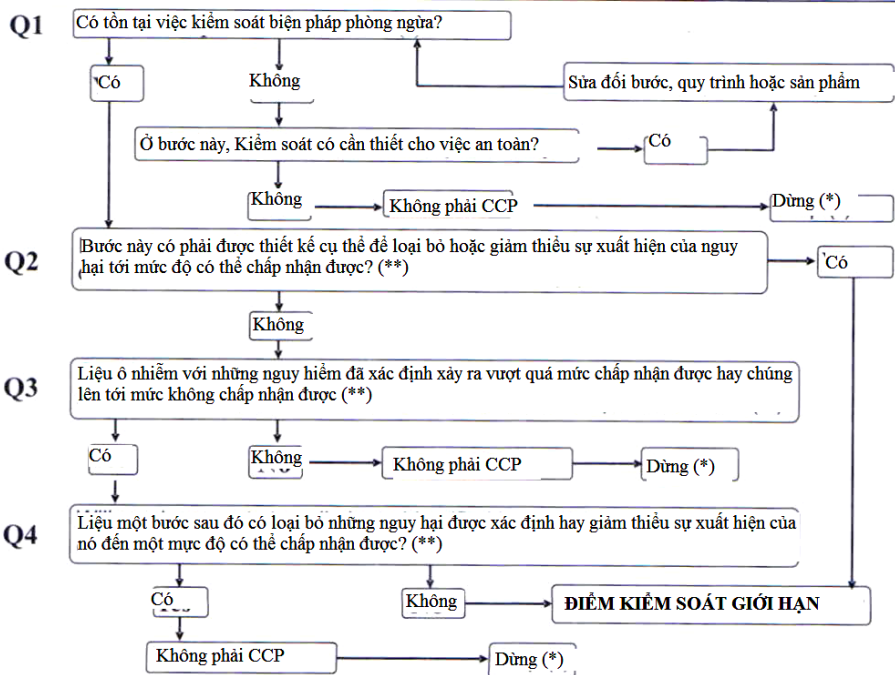 Q1
Có tồn tại việc kiểm soát biện pháp phòng ngừa?
Có
Không
Sửa đổi bước, quy trình hoặc sản phẩm
Ở bước này, Kiểm soát có cần thiết cho việc an toàn?
Có
Không
Không phải CCP
Dừng (*)
Q2
Bước này có phải được thiết kế cụ thể để loại bỏ hoặc giảm thiểu sự xuất hiện của nguy
hại tới mức độ có thể chấp nhận được? (**)
Có
Không
Q3
Liệu ô nhiễm với những nguy hiểm đã xác định xảy ra vượt quá mức chấp nhận được hay chúng
lên tới mức không chấp nhận được (**)
Có
Không
Không phải CCP
Dừng (*)
Q4
Liệu một bước sau đó có loại bỏ những nguy hại được xác định hay giảm thiểu sự xuất hiện của
nó đến một mực độ có thể chấp nhận được? (**)
Có
Không
ĐIỂM KIỂM SOÁT GIỚI HẠN
Không phải CCP
Dừng (*)